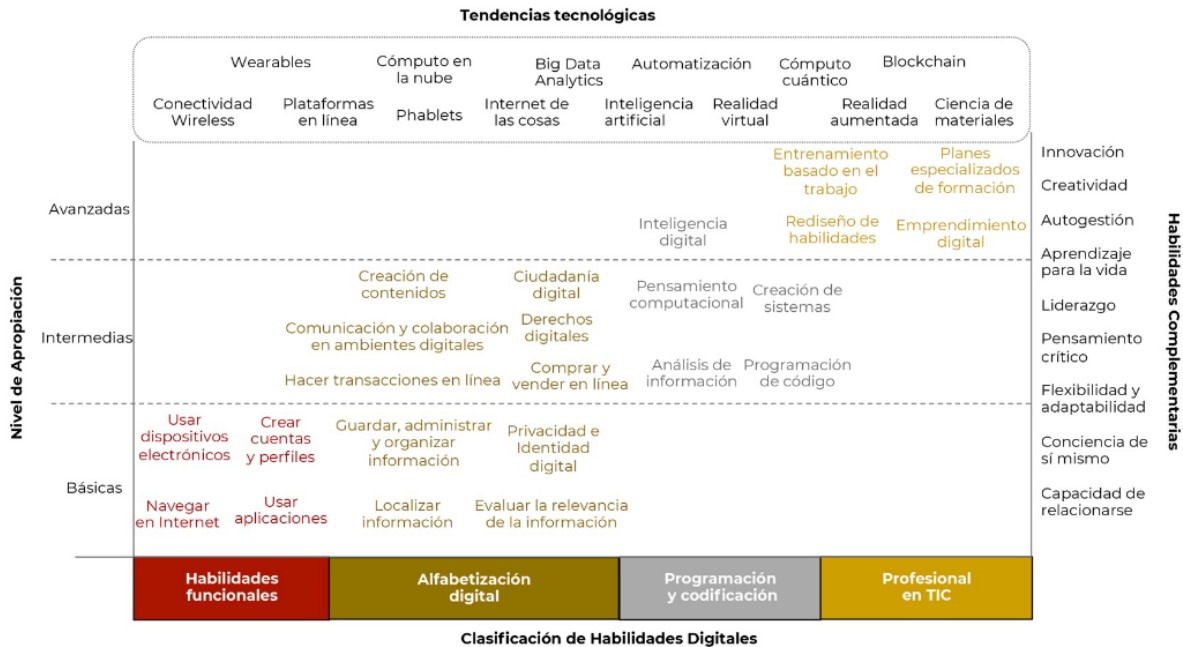 Tendencias tecnológicas
Wearables
Cómputo en
la nube
Big Data
Analytics
Automatización
Cómputo
cuántico
Blockchain
Conectividad
Wireless
Plataformas
en línea
Phablets
Internet de
las cosas
Inteligencia
artificial
Realidad
virtual
Realidad
aumentada
Ciencia de
materiales
Nivel de Apropiación
Avanzadas
Entrenamiento
basado en el
trabajo
Planes
especializados
de formación
Inteligencia
digital
Rediseño de
habilidades
Emprendimiento
digital
Intermedias
Creación de
contenidos
Ciudadanía
digital
Pensamiento
computacional
Creación de
sistemas
Comunicación y colaboración
en ambientes digitales
Derechos
digitales
Hacer transacciones en línea
Comprar y
vender en línea
Análisis de
información
Programación
de código
Básicas
Usar
dispositivos
electrónicos
Crear
cuentas
y perfiles
Guardar, administrar
y organizar
información
Privacidad e
Identidad
digital
Navegar
en Internet
Usar
aplicaciones
Localizar
información
Evaluar la relevancia
de la información
Innovación
Creatividad
Autogestión
Aprendizaje
para la vida
Liderazgo
Pensamiento
crítico
Flexibilidad y
adaptabilidad
Conciencia de
sí mismo
Capacidad de
relacionarse
Habilidades Complementarias
Habilidades
funcionales
Alfabetización
digital
Programación
y codificación
Profesional
en TIC
Clasificación de Habilidades Digitales